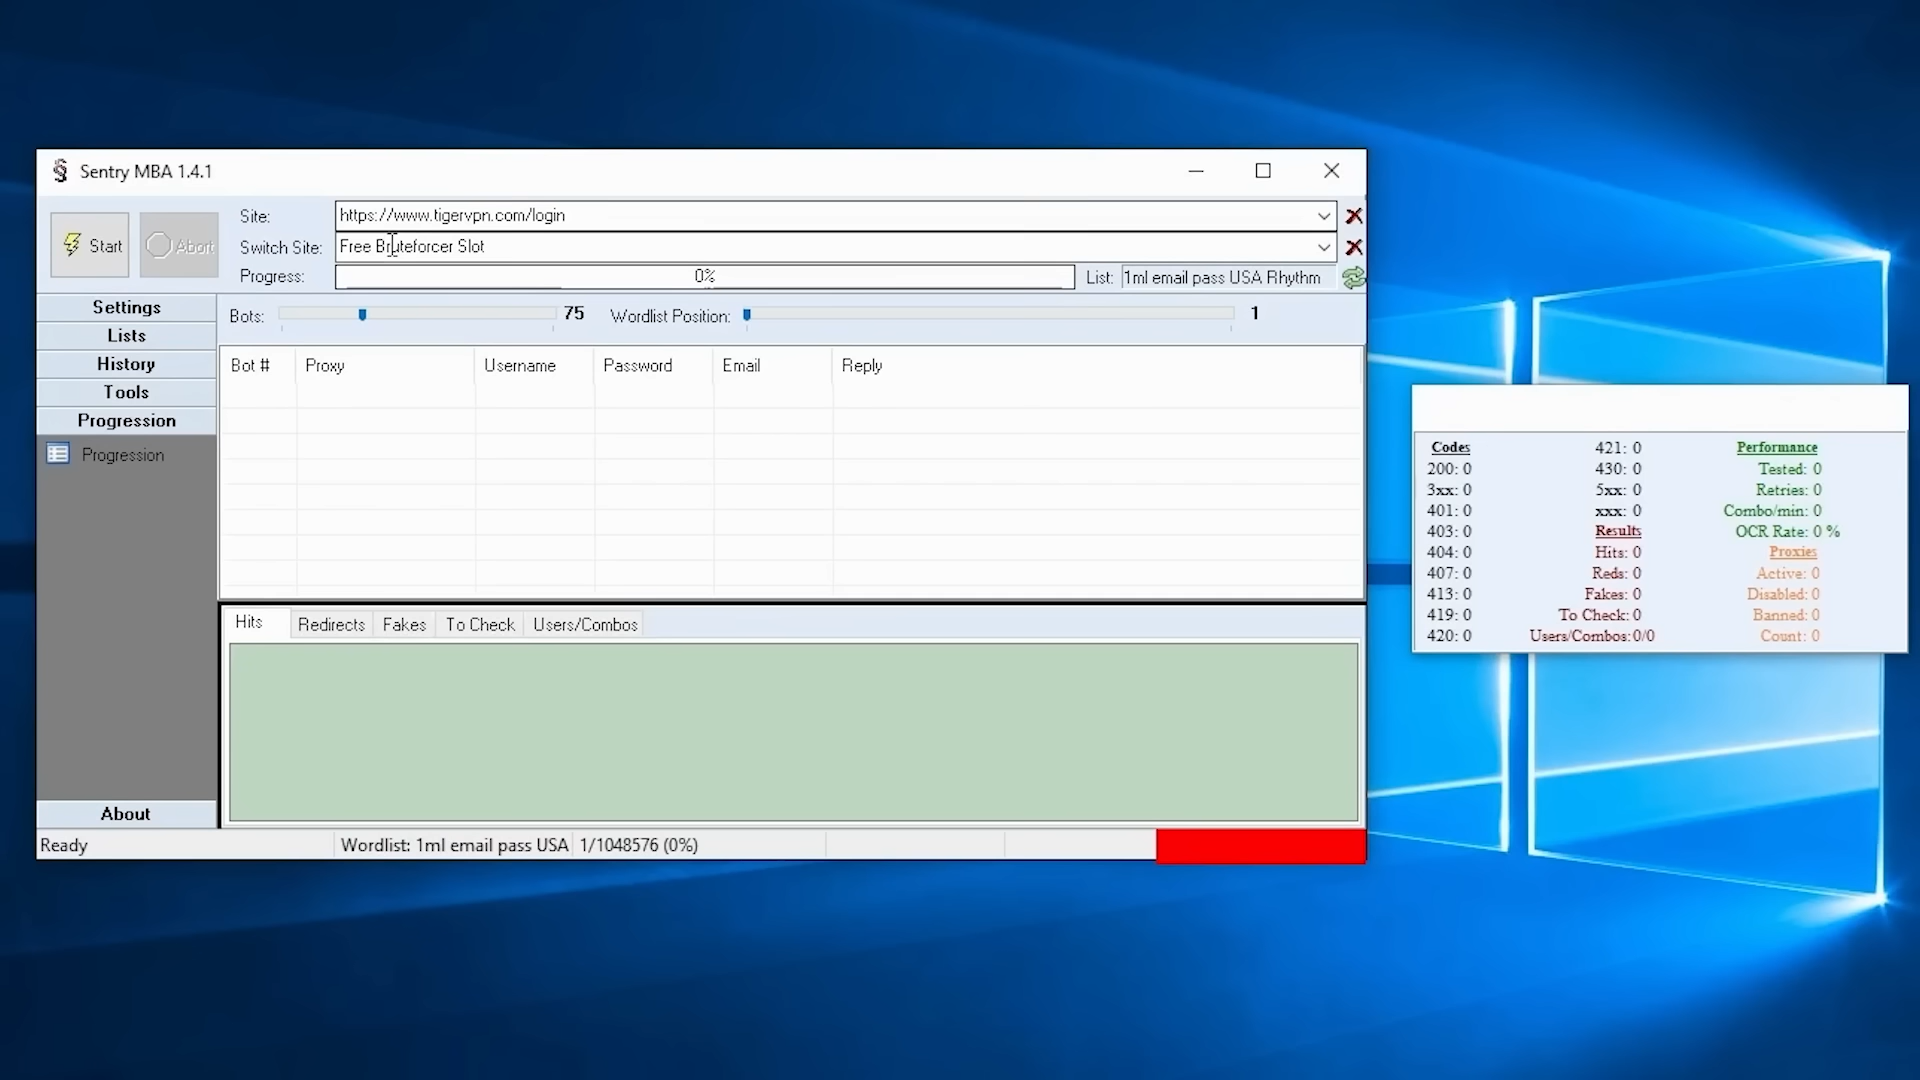 Sentry MBA 1.4.1
Start
Abort
Site: https://www.tigervpn.com/login
Switch Site: Free Bruteforcer Slot
Progress: 0% List: 1ml email pass USA Rhythm
Settings
Lists
History
Tools
Progression
Progression
About
Bots: 75 Wordlist Position: 1
Bot # Proxy Username Password Email Reply
Hits Redirects Fakes To Check Users/Combos
Ready Wordlist: 1ml email pass USA 1/1048576 (0%)
Codes 421: 0 Performance
200: 0 430: 0 Tested: 0
3xx: 0 5xx: 0 Retries: 0
401: 0 xxx: 0 Combo/min: 0
403: 0 Results OCR Rate: 0 %
404: 0 Hits: 0 Proxies
407: 0 Reds: 0 Active: 0
413: 0 Fakes: 0 Disabled: 0
419: 0 To Check: 0 Banned: 0
420: 0 Users/Combos:0/0 Count: 0